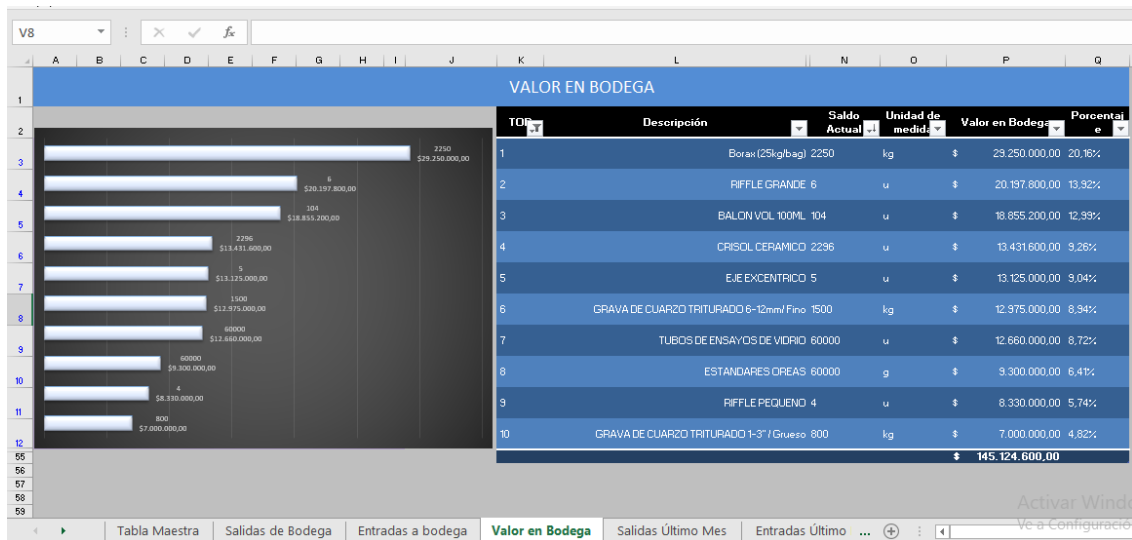 V8
fx
A B C D E F G H I J K L N O P Q
1 VALOR EN BODEGA
2 TOP Descripción Saldo Actual Unidad de medida Valor en Bodega Porcentaje
3 1 Borax (25kg/bag) 2250 kg $ 29.250.000,00 20,16%
4 2 RIFFLE GRANDE 6 u $ 20.197.800,00 13,92%
5 3 BALON VOL 100ML 104 u $ 18.855.200,00 12,99%
6 4 CRISOL CERAMICO 2296 u $ 13.431.600,00 9,26%
7 5 EJE EXCENTRICO 5 u $ 13.125.000,00 9,04%
8 6 GRAVA DE CUARZO TRITURADO 6-12mm/ Fino 1500 kg $ 12.975.000,00 8,94%
9 7 TUBOS DE ENSAYOS DE VIDRIO 60000 u $ 12.660.000,00 8,72%
10 8 ESTANDARES OREAS 60000 g $ 9.300.000,00 6,41%
11 9 RIFFLE PEQUENO 4 u $ 8.330.000,00 5,74%
12 10 GRAVA DE CUARZO TRITURADO 1-3" / Grueso 800 kg $ 7.000.000,00 4,82%
55 $ 145.124.600,00
56
57
58
59
2250
$29.250.000,00
6
$20.197.800,00
104
$18.855.200,00
2296
$13.431.600,00
5
$13.125.000,00
1500
$12.975.000,00
60000
$12.660.000,00
60000
$9.300.000,00
4
$8.330.000,00
800
$7.000.000,00
Activar Windo
Ve a Configuració
Tabla Maestra Salidas de Bodega Entradas a bodega Valor en Bodega Salidas Último Mes Entradas Último ...